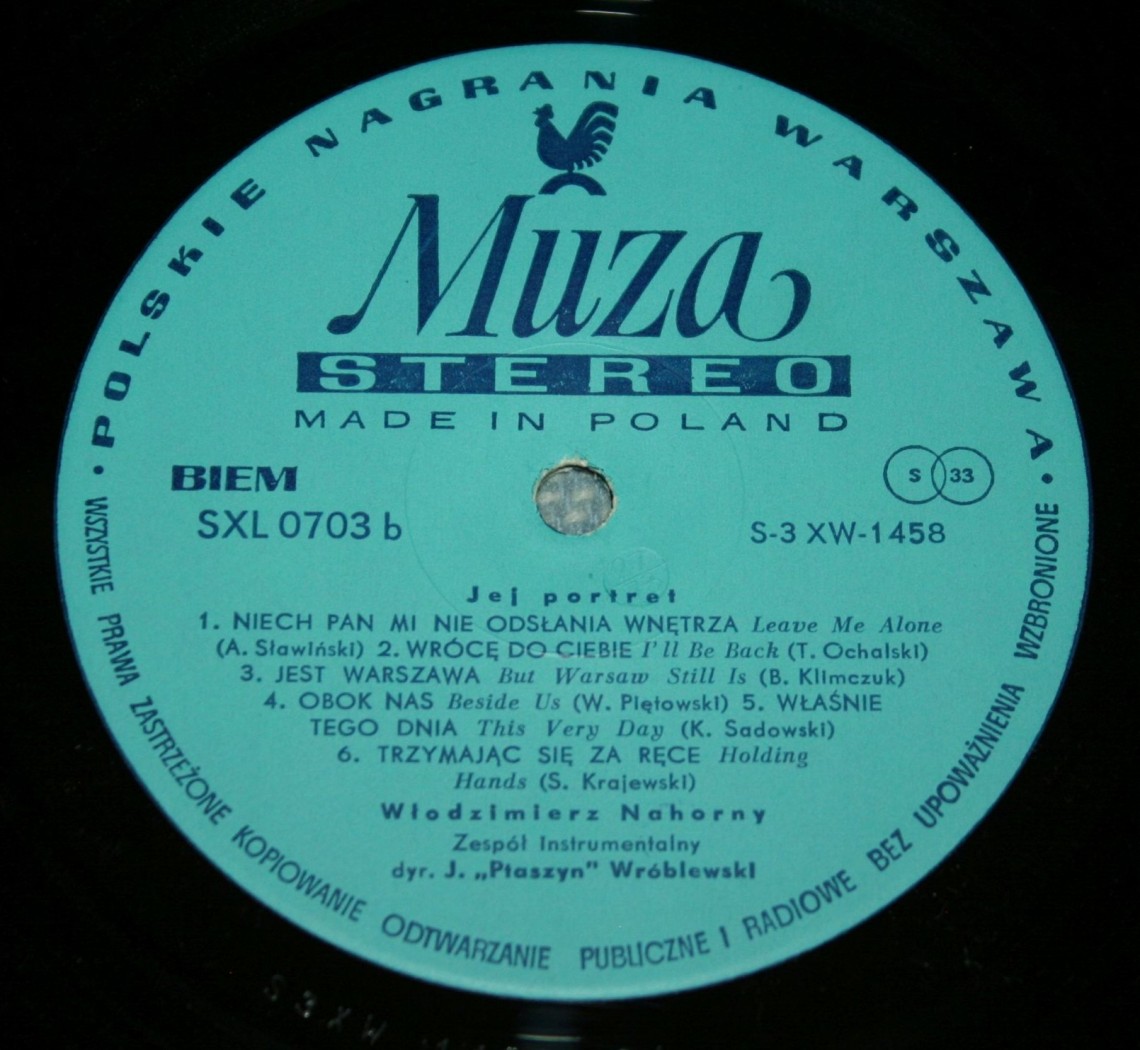 POLSKIE NAGRANIA WARSZAWA
Muza
STEREO
MADE IN POLAND
BIEM
S 33
SXL 0703 b
S-3 XW-1458
Jej portret
1. NIECH PAN MI NIE ODSŁANIA WNĘTRZA Leave Me Alone
(A. Sławiński) 2. WRÓCĘ DO CIEBIE I'll Be Back (T. Ochalski)
3. JEST WARSZAWA But Warsaw Still Is (B. Klimczuk)
4. OBOK NAS Beside Us (W. Piętowski) 5. WŁAŚNIE
TEGO DNIA This Very Day (K. Sadowski)
6. TRZYMAJĄC SIĘ ZA RĘCE Holding
Hands (S. Krajewski)
Włodzimierz Nahorny
Zespół Instrumentalny
dyr. J. „Ptaszyn" Wróblewski
WSZYSTKIE PRAWA ZASTRZEŻONE KOPIOWANIE ODTWARZANIE PUBLICZNE I RADIOWE BEZ UPOWAŻNIENIA WZBRONIONE
S 3 X W